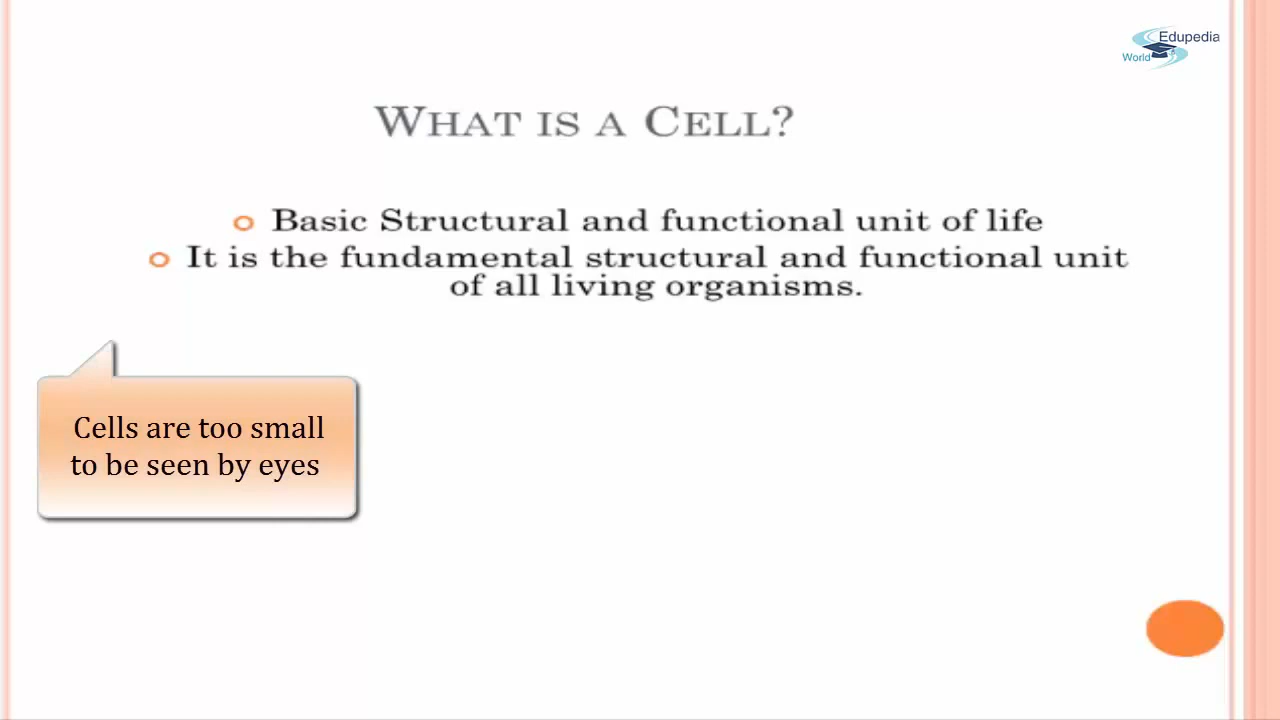 Edupedia
World
WHAT IS A CELL?
Basic Structural and functional unit of life
It is the fundamental structural and functional unit
of all living organisms.
Cells are too small
to be seen by eyes